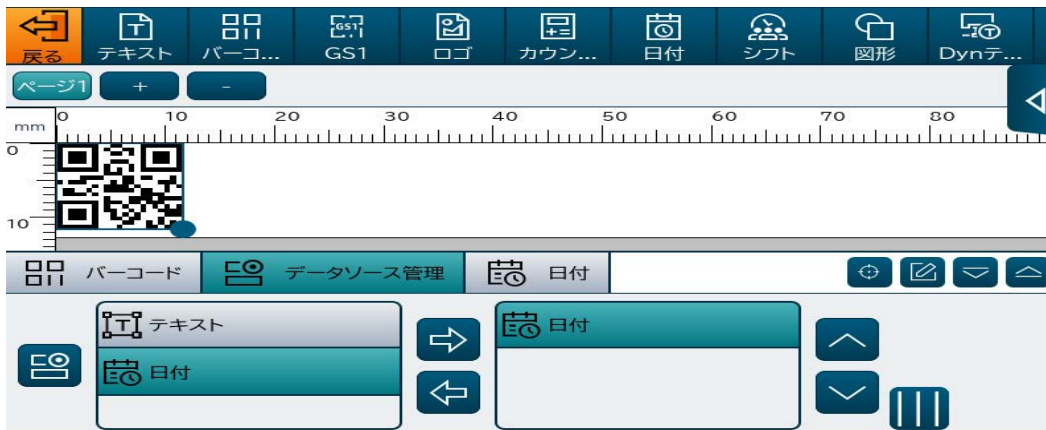 戻る テキスト バーコ... GS1 ロゴ カウン... 日付 シフト 図形 Dynテ...
ページ1 + -
mm 0 10 20 30 40 50 60 70 80
0
10
バーコード データソース管理 日付
テキスト 日付
日付